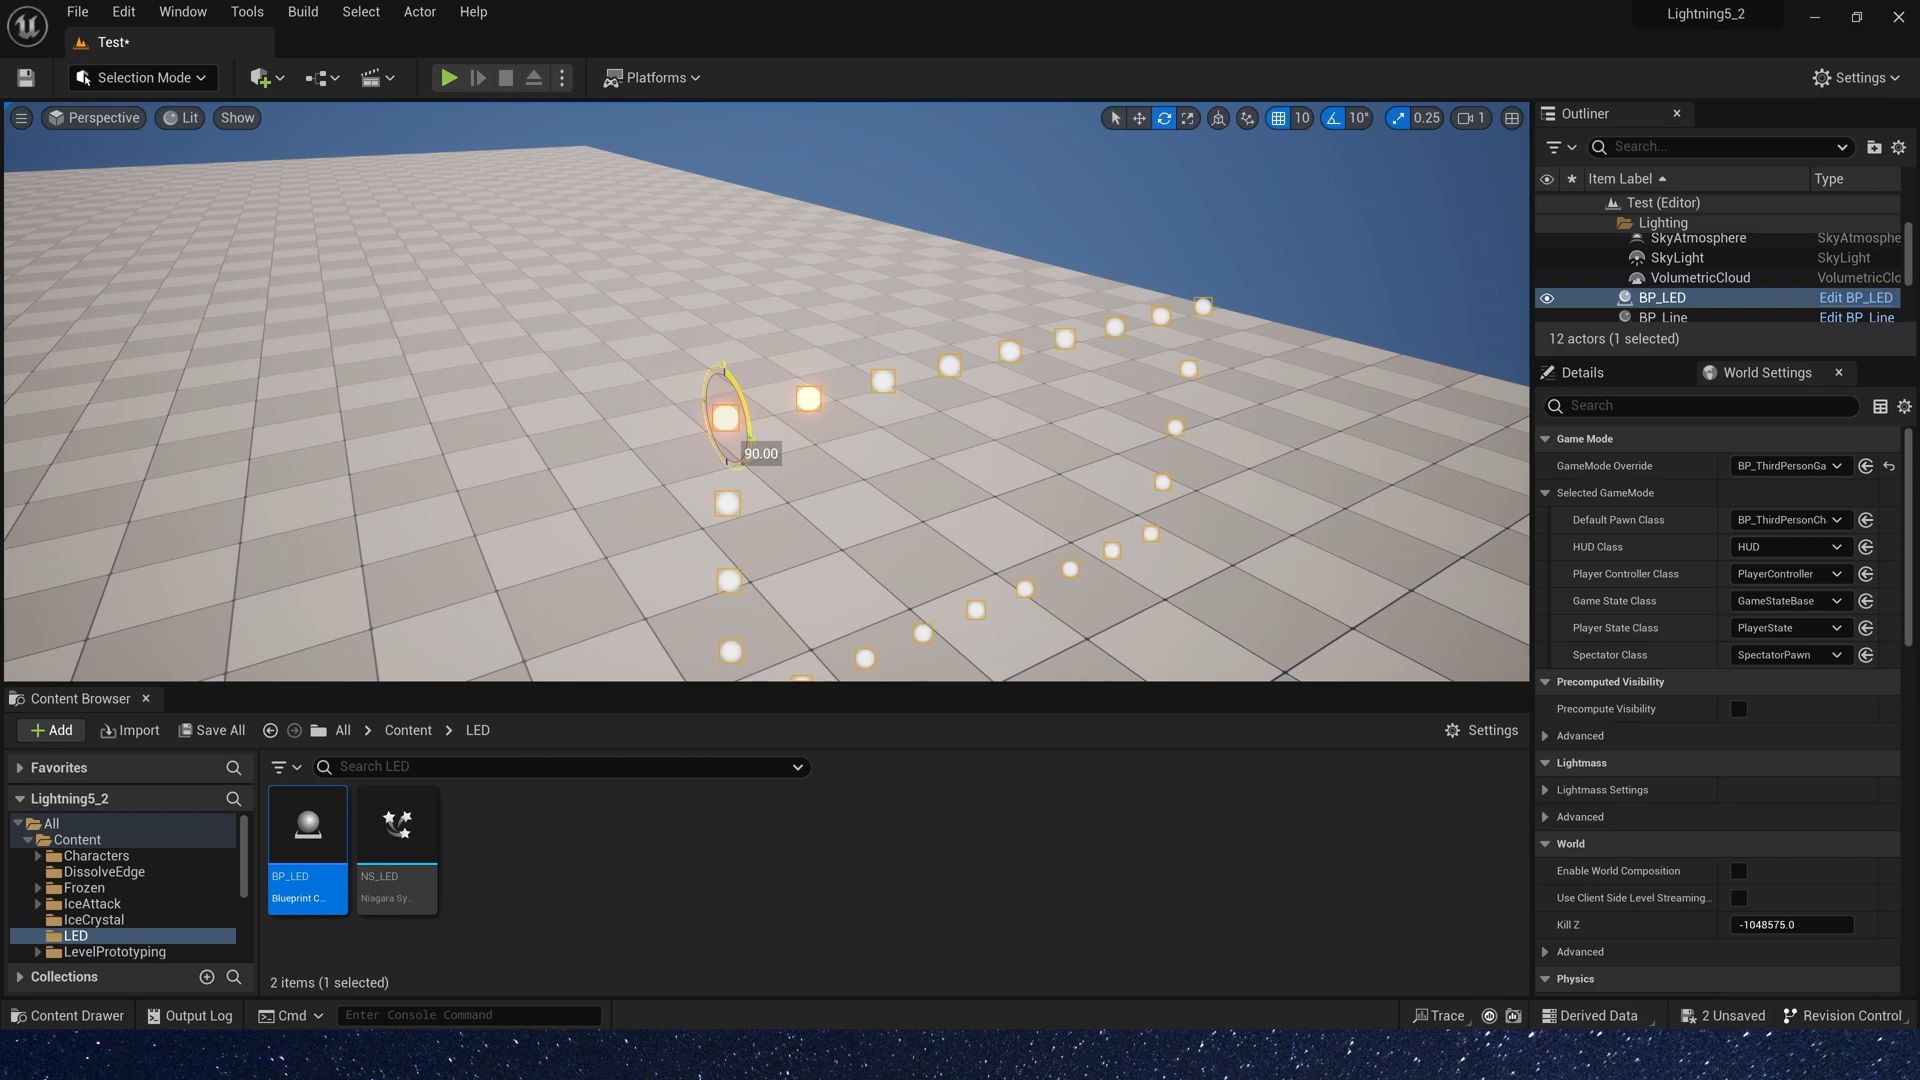 File Edit Window Tools Build Select Actor Help
Lightning5_2
Test*
Selection Mode
Platforms
Settings
Perspective
Lit
Show
10
10°
0.25
1
90.00
Outliner
Search...
Item Label
Type
Test (Editor)
Lighting
SkyAtmosphere
SkyAtmosphe
SkyLight
SkyLight
VolumetricCloud
VolumetricClo
BP_LED
Edit BP_LED
BP_Line
Edit BP_Line
12 actors (1 selected)
Details
World Settings
Search
Game Mode
GameMode Override
BP_ThirdPersonGa
Selected GameMode
Default Pawn Class
BP_ThirdPersonCh
HUD Class
HUD
Player Controller Class
PlayerController
Game State Class
GameStateBase
Player State Class
PlayerState
Spectator Class
SpectatorPawn
Precomputed Visibility
Precompute Visibility
Advanced
Lightmass
Lightmass Settings
Advanced
World
Enable World Composition
Use Client Side Level Streaming...
Kill Z
-1048575.0
Advanced
Physics
Content Browser
Add
Import
Save All
All
Content
LED
Settings
Favorites
Lightning5_2
All
Content
Characters
DissolveEdge
Frozen
IceAttack
IceCrystal
LED
LevelPrototyping
Collections
Search LED
BP_LED
Blueprint C...
NS_LED
Niagara Sy...
2 items (1 selected)
Content Drawer
Output Log
Cmd
Enter Console Command
Trace
Derived Data
2 Unsaved
Revision Control